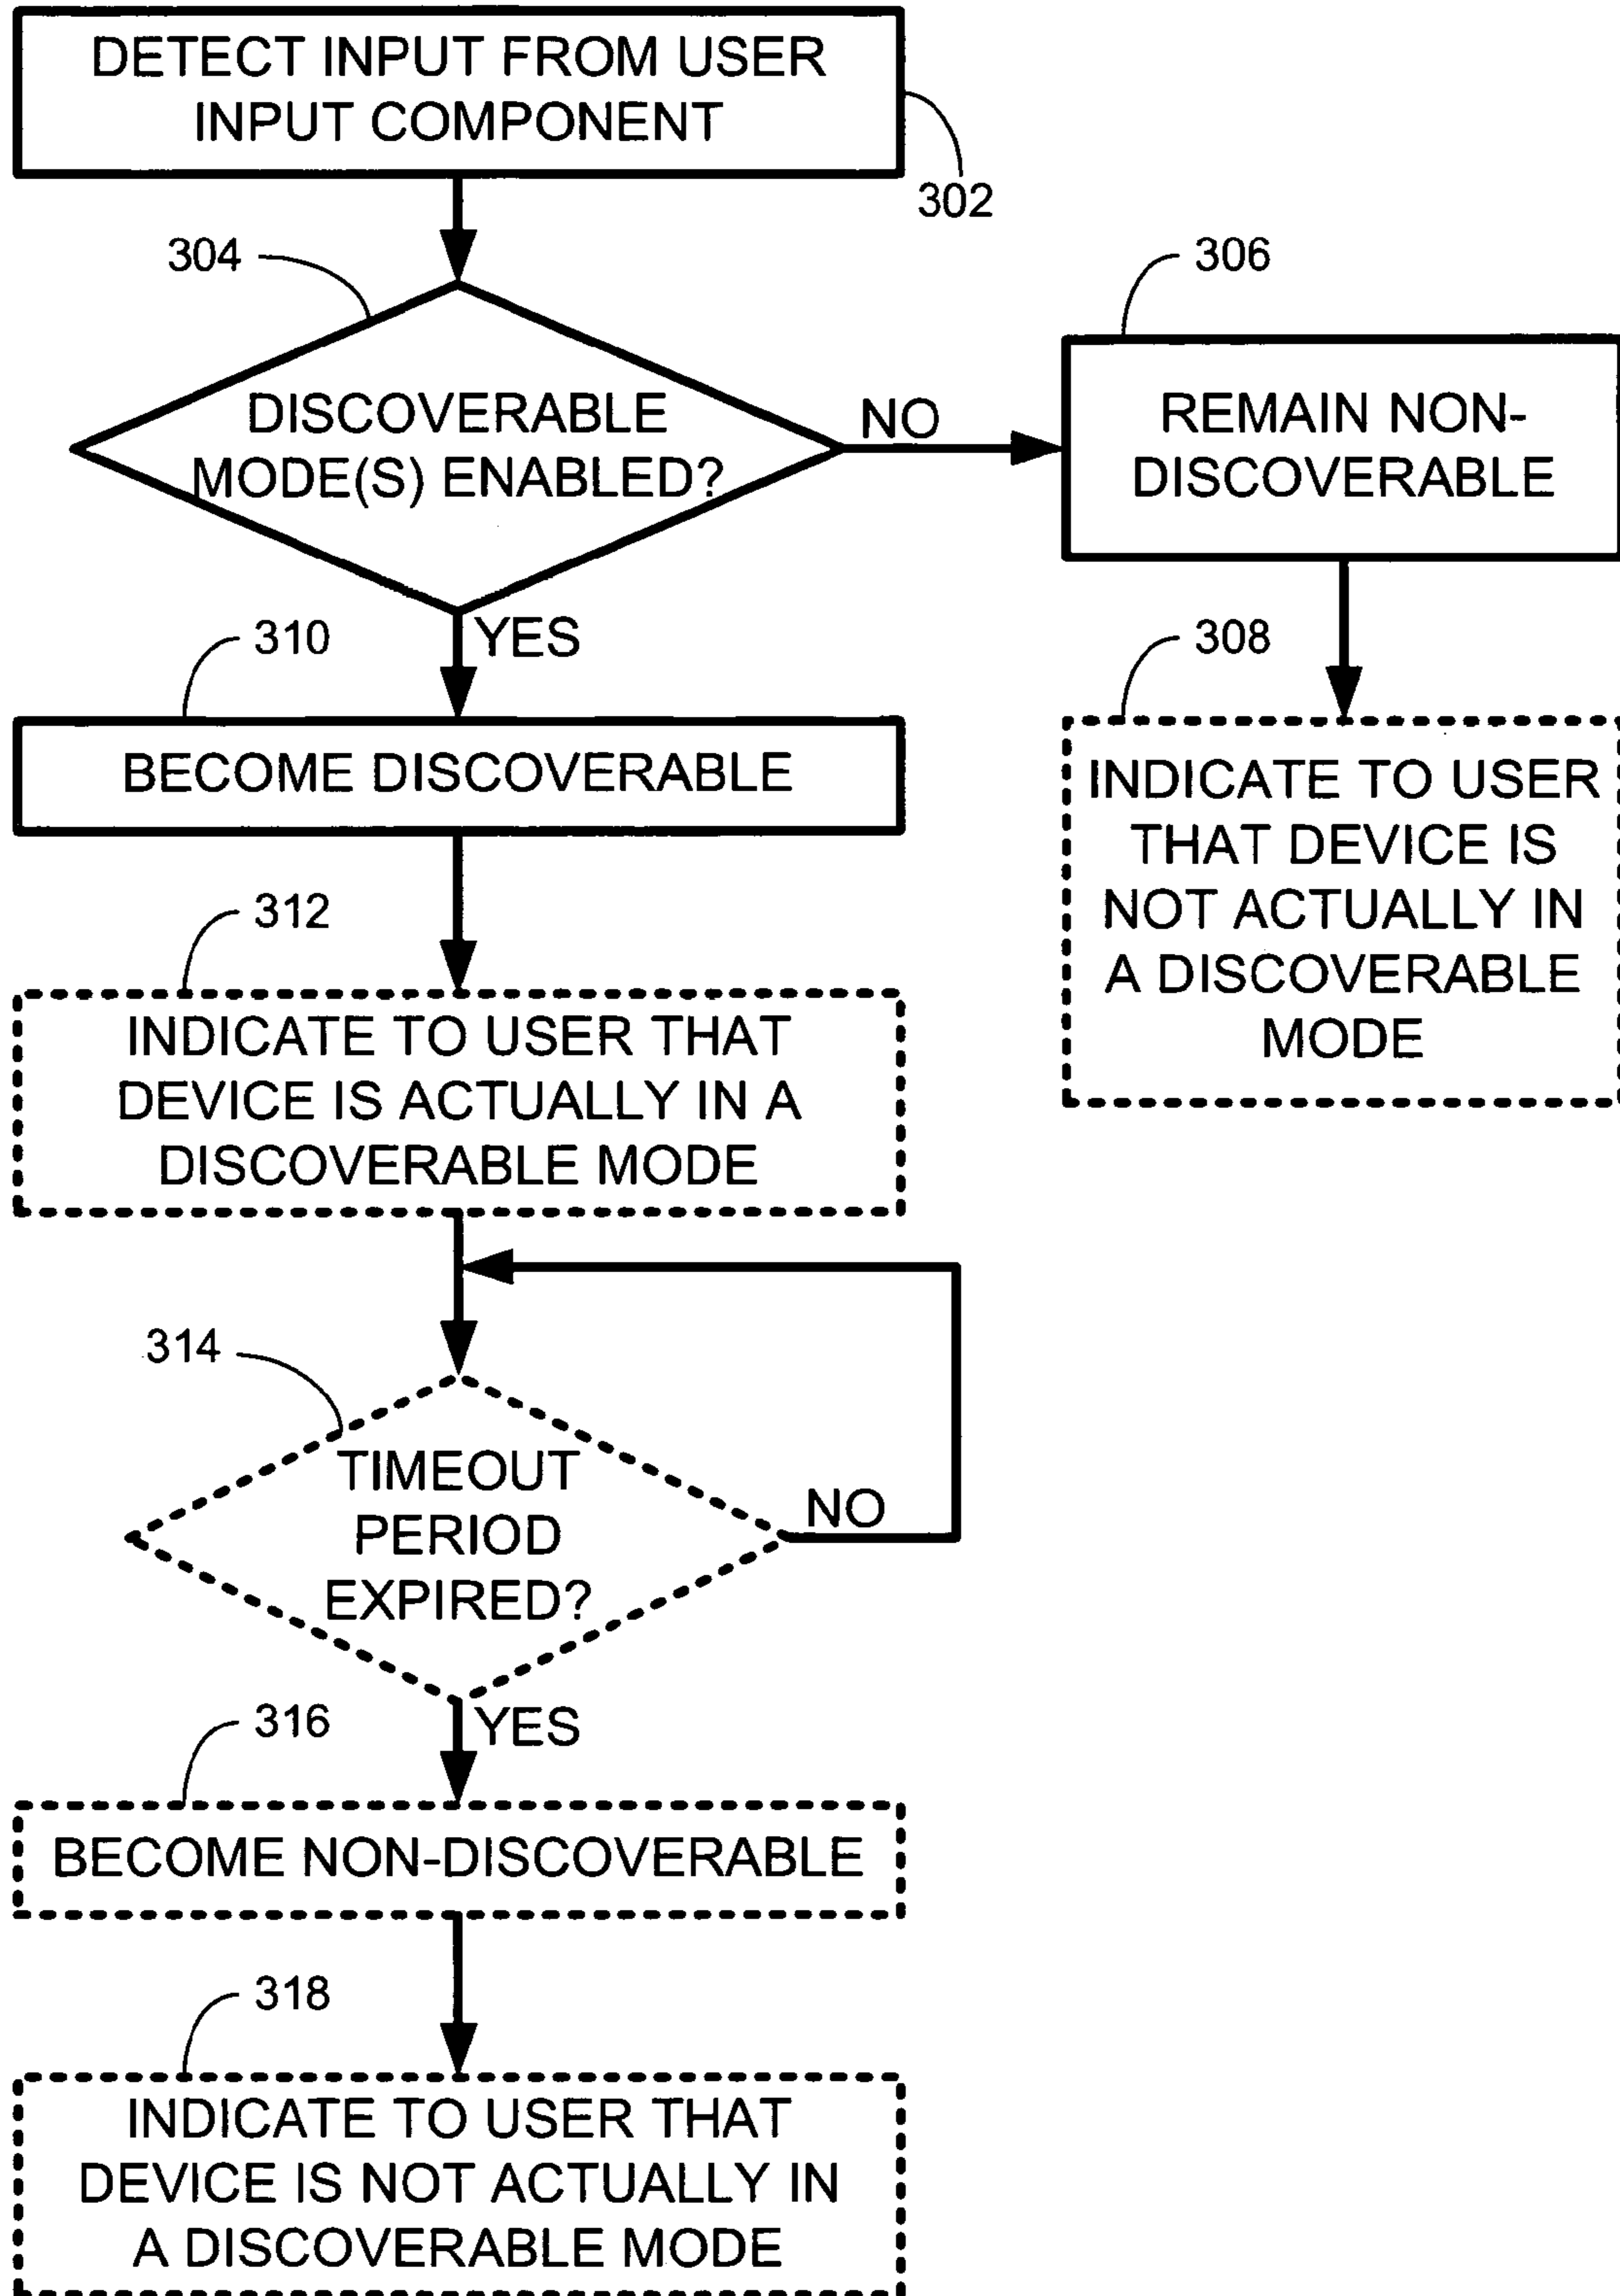 DETECT INPUT FROM USER
INPUT COMPONENT
302
304
DISCOVERABLE
MODE(S) ENABLED?
NO
306
REMAIN NON-
DISCOVERABLE
308
INDICATE TO USER
THAT DEVICE IS
NOT ACTUALLY IN
A DISCOVERABLE
MODE
YES
310
BECOME DISCOVERABLE
312
INDICATE TO USER THAT
DEVICE IS ACTUALLY IN A
DISCOVERABLE MODE
314
TIMEOUT
PERIOD
EXPIRED?
NO
YES
316
BECOME NON-DISCOVERABLE
318
INDICATE TO USER THAT
DEVICE IS NOT ACTUALLY IN
A DISCOVERABLE MODE